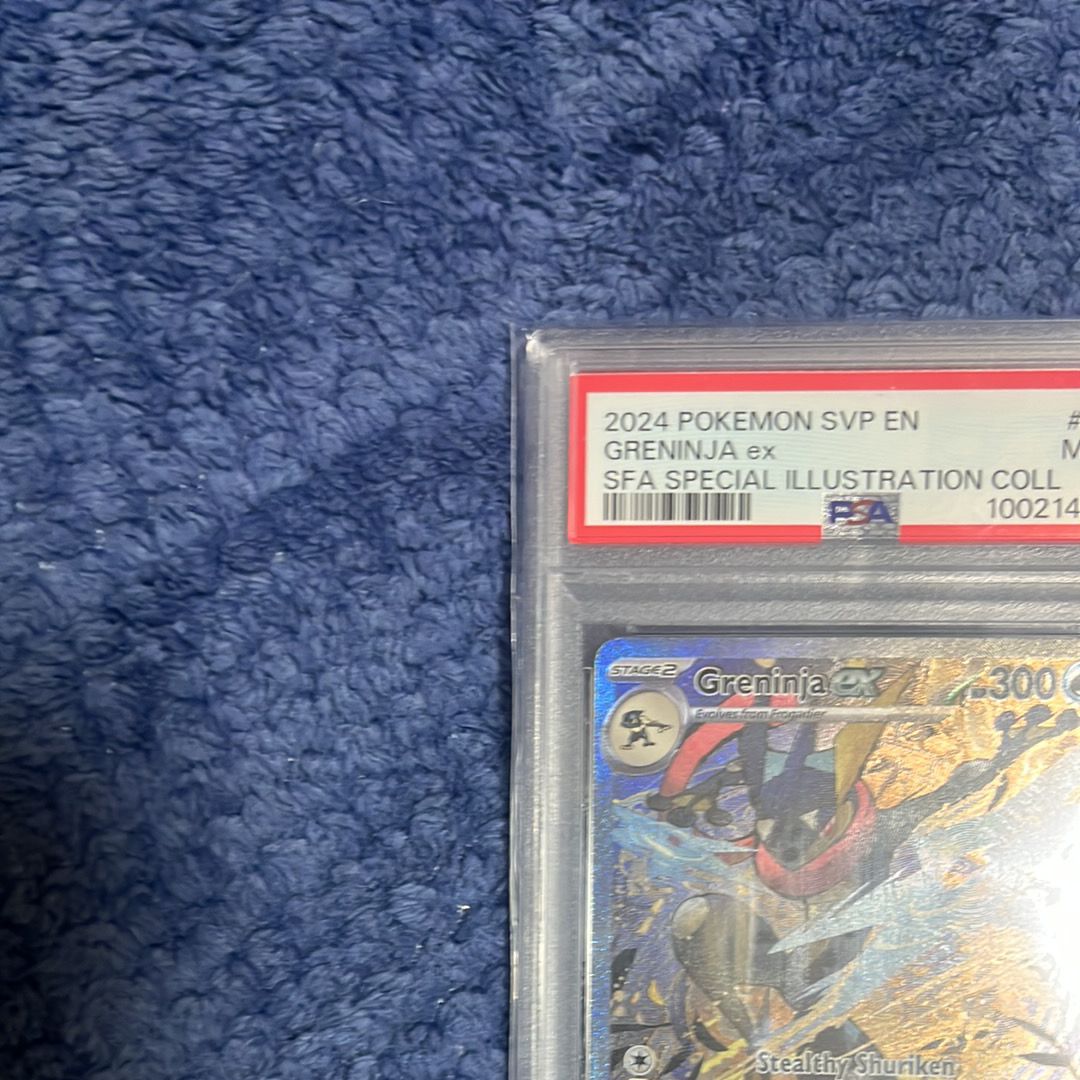 2024 POKEMON SVP EN #
GRENINJA ex M
SFA SPECIAL ILLUSTRATION COLL
PSA 100214
STAGE2 Greninja ex 300
Evolves from Frogadier
Stealthy Shuriken